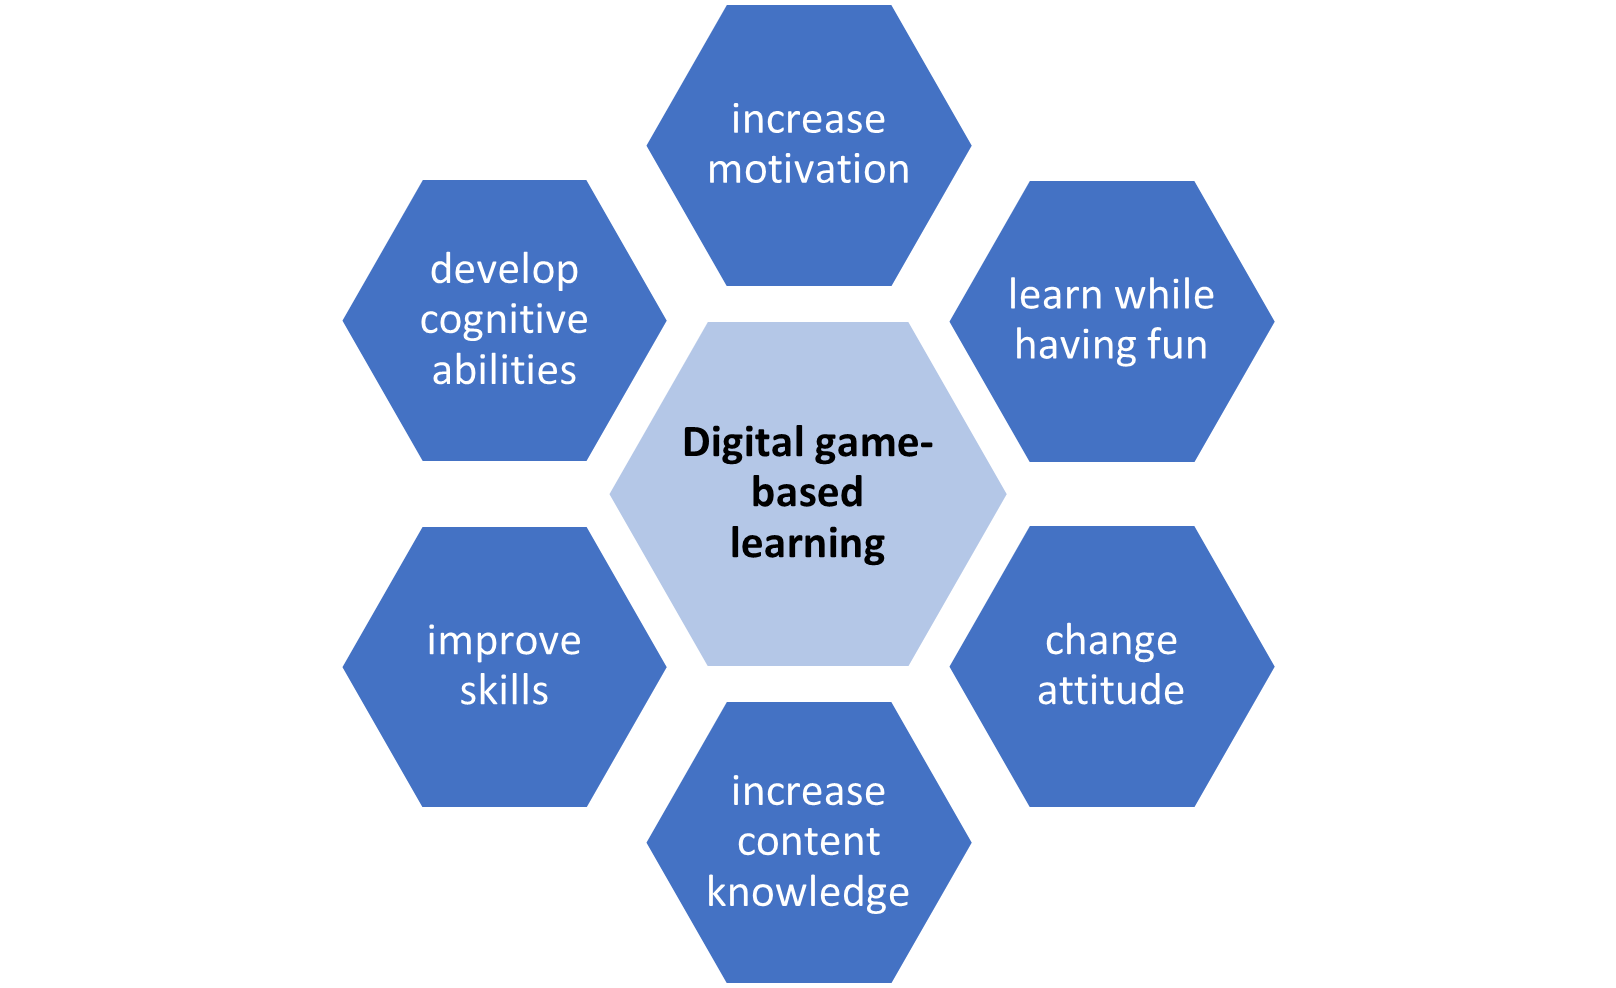 increase
motivation
develop
cognitive
abilities
learn while
having fun
Digital game-
based
learning
improve
skills
change
attitude
increase
content
knowledge